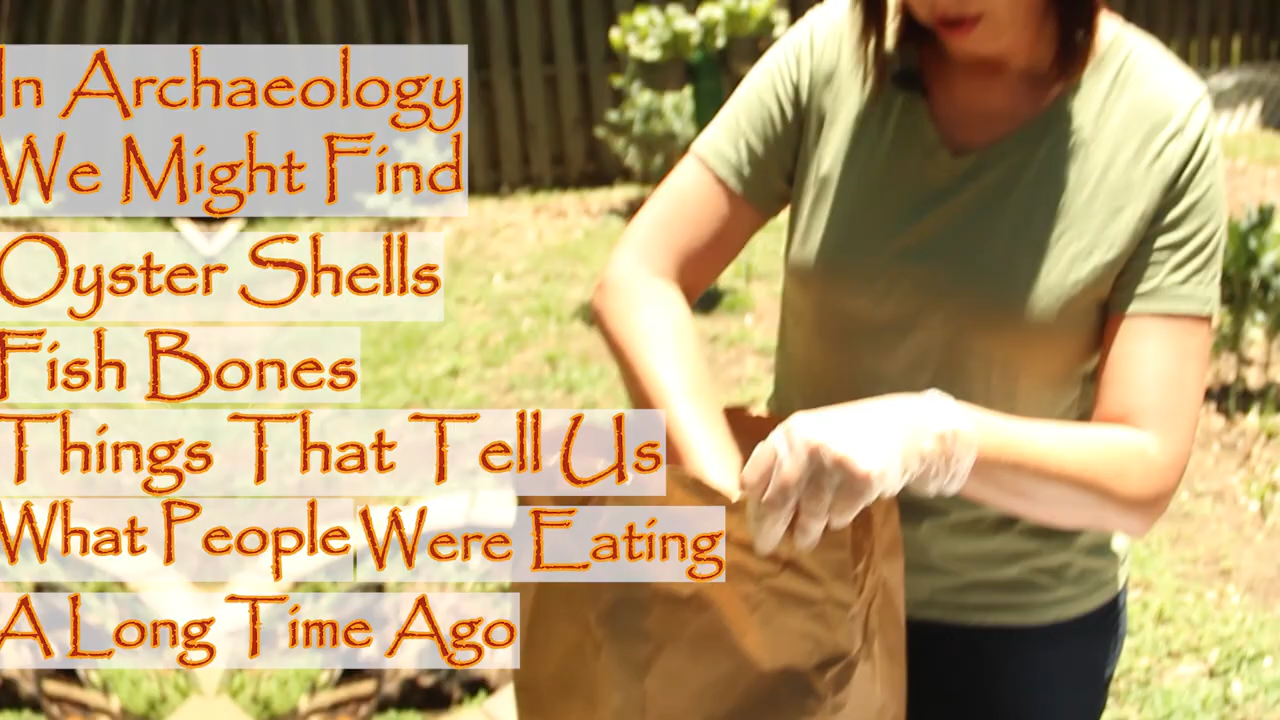 In Archaeology
We Might Find
Oyster Shells
Fish Bones
Things That Tell Us
What People Were Eating
A Long Time Ago